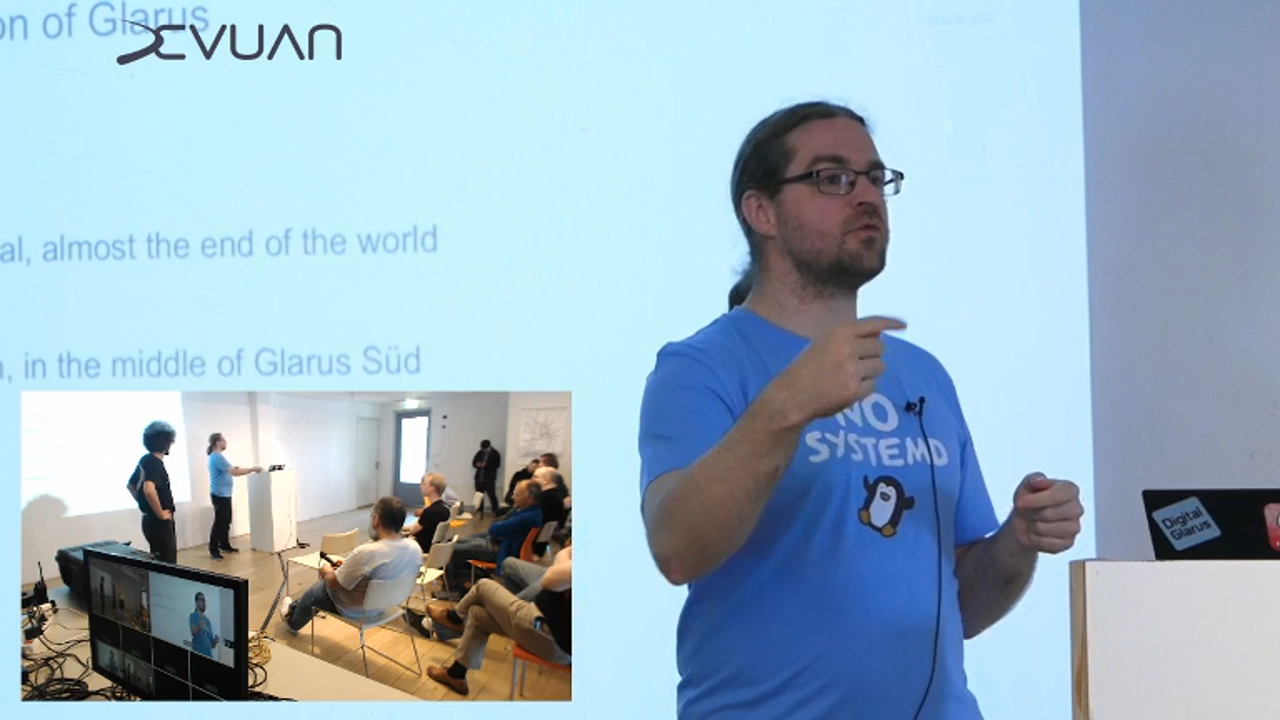 on of Glarus
DEVUAN
al, almost the end of the world
, in the middle of Glarus Süd
NO
SYSTEMD
Digital
Glarus